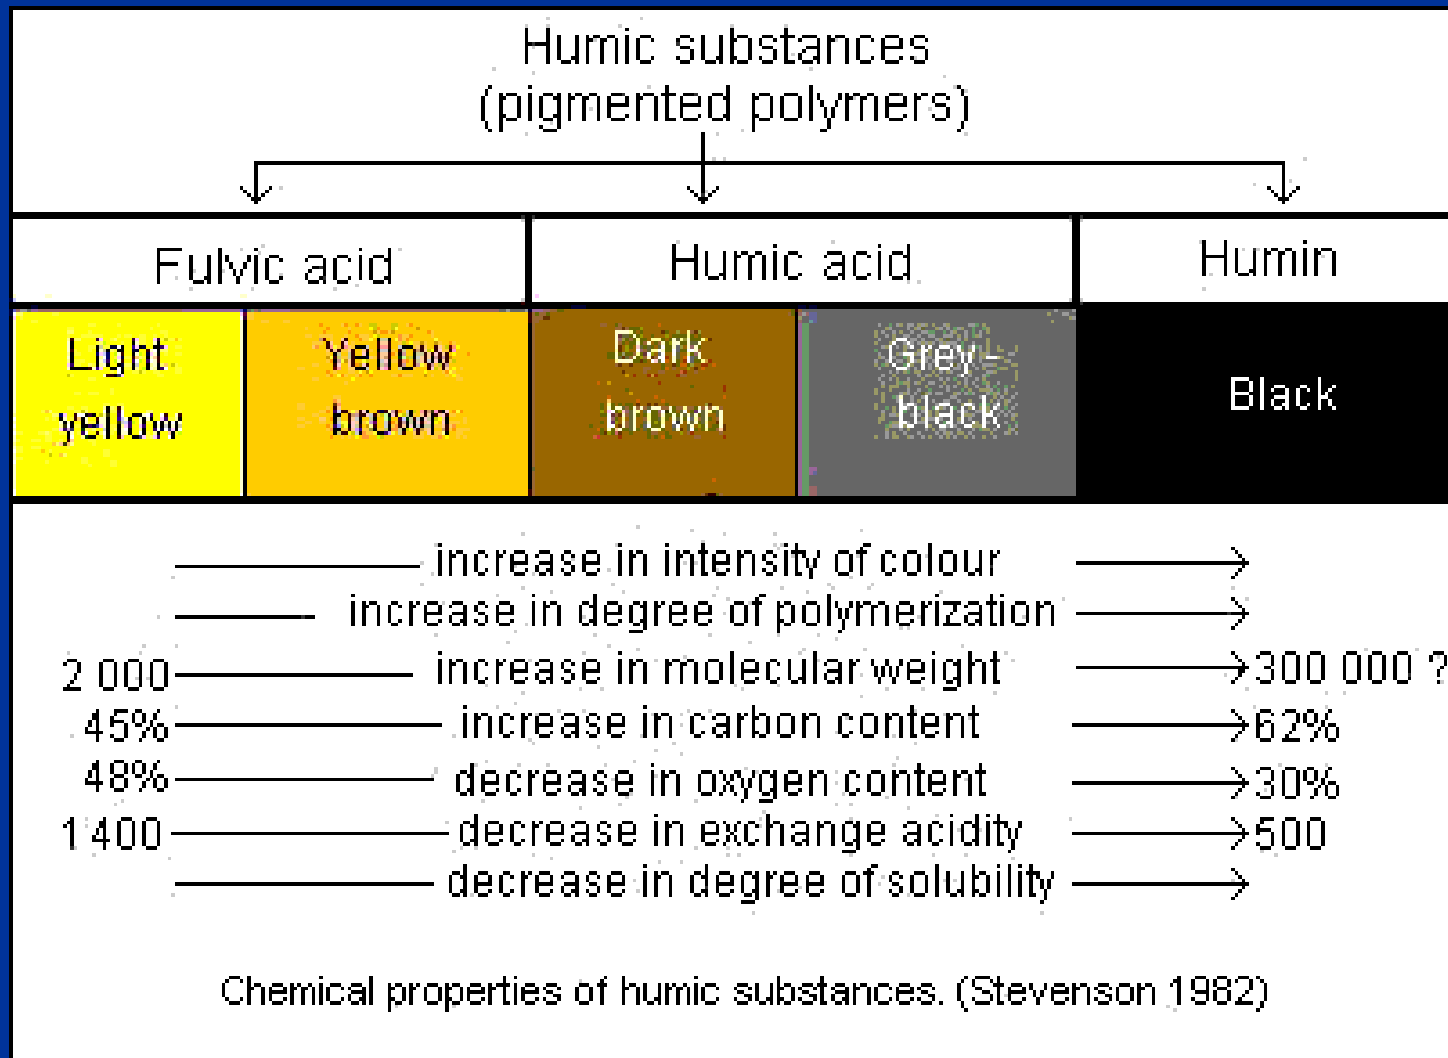 Humic substances
(pigmented polymers)
Fulvic acid
Humic acid
Humin
Light
yellow
Yellow
brown
Dark
brown
Grey-
black
Black
increase in intensity of colour
increase in degree of polymerization
2 000 increase in molecular weight 300 000 ?
45% increase in carbon content 62%
48% decrease in oxygen content 30%
1 400 decrease in exchange acidity 500
decrease in degree of solubility
Chemical properties of humic substances. (Stevenson 1982)